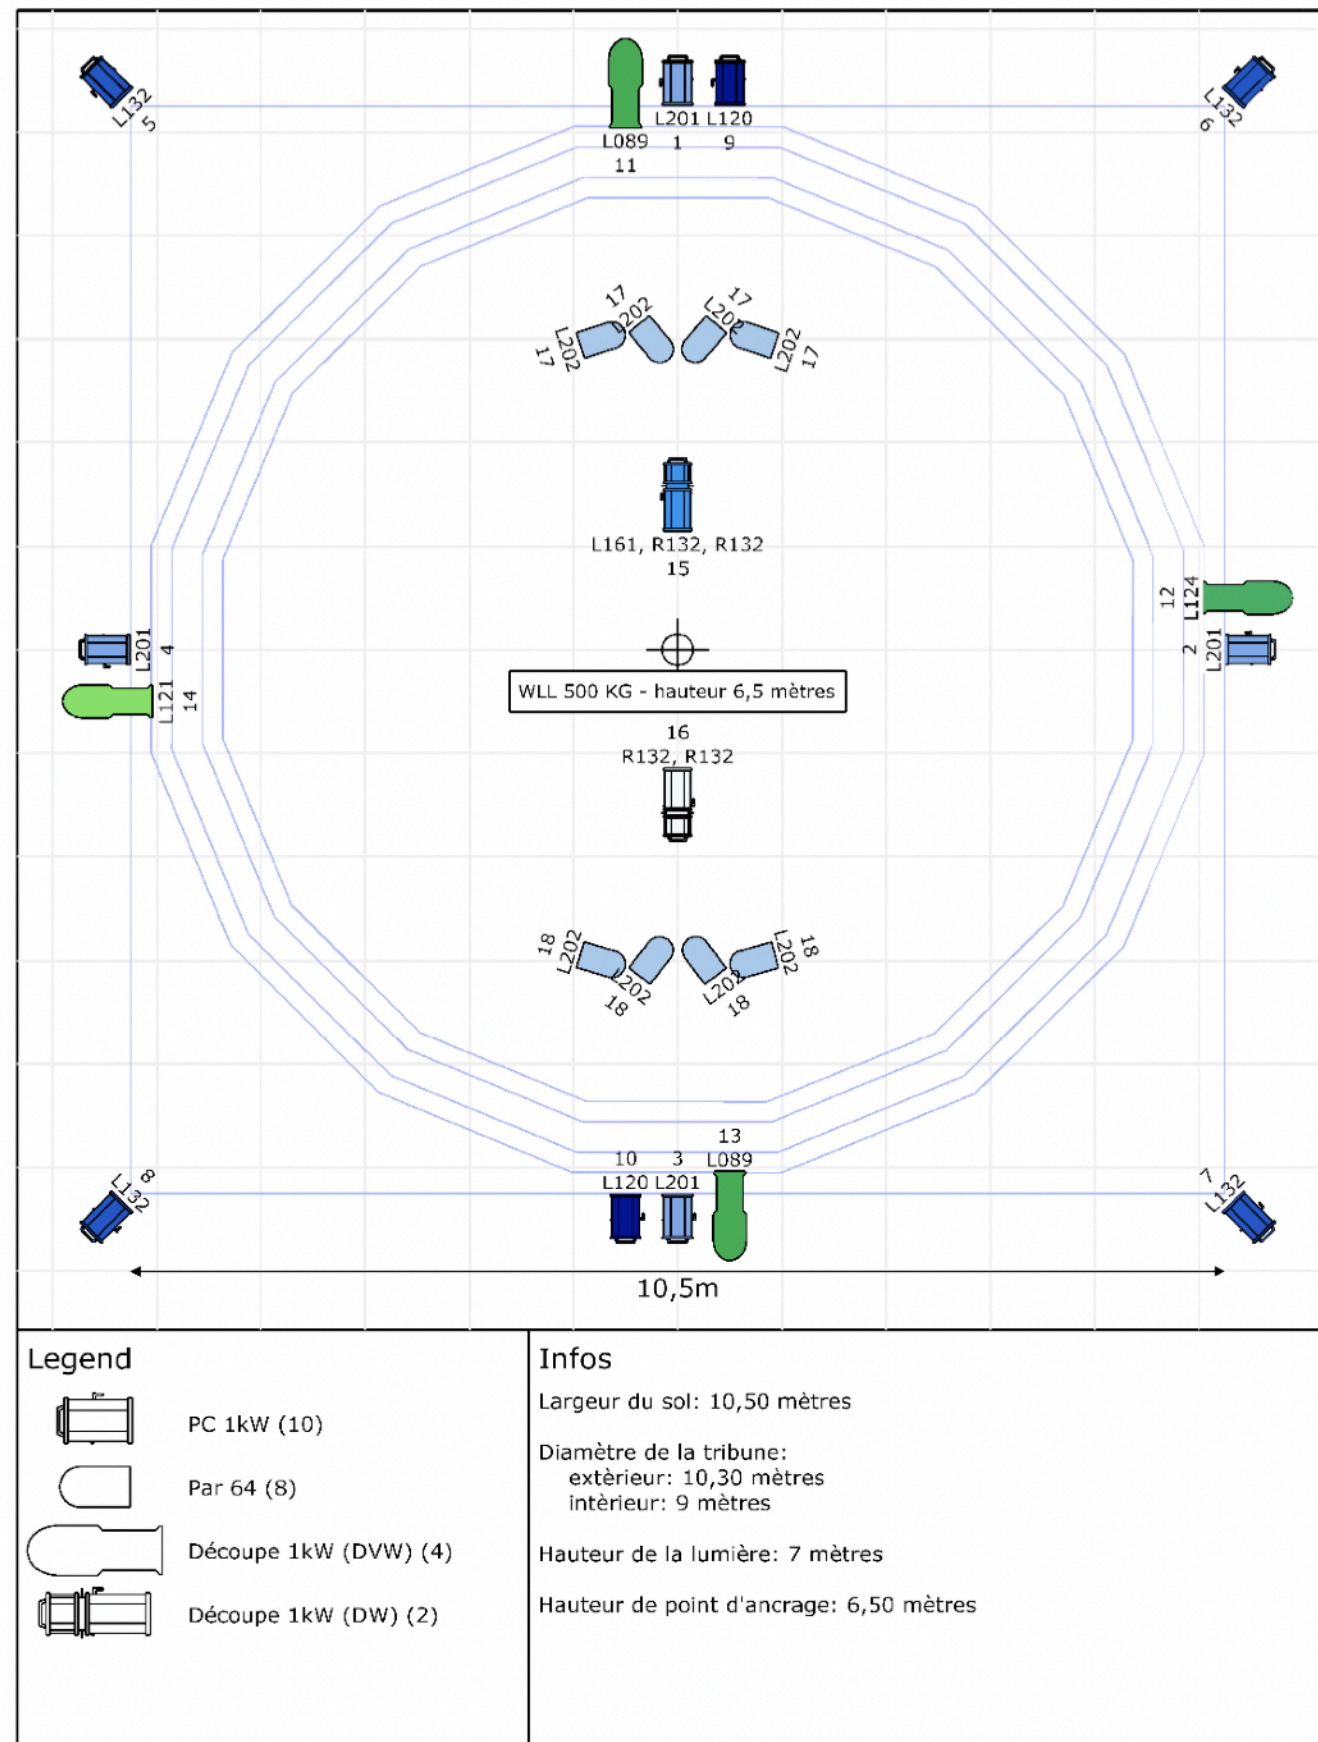 L132
5
L089
11
L201
1
L120
9
L132
6
17
L202
17
L202
17
L202
L202
17
L161, R132, R132
15
L201
4
L121
14
12
L124
2
L201
WLL 500 KG - hauteur 6,5 mètres
16
R132, R132
18
L202
L202
18
L202
18
L202
18
13
L089
10
L120
3
L201
8
L132
7
L132
10,5m
Legend
PC 1kW (10)
Par 64 (8)
Découpe 1kW (DVW) (4)
Découpe 1kW (DW) (2)
Infos
Largeur du sol: 10,50 mètres
Diamètre de la tribune:
extèrieur: 10,30 mètres
intèrieur: 9 mètres
Hauteur de la lumière: 7 mètres
Hauteur de point d'ancrage: 6,50 mètres